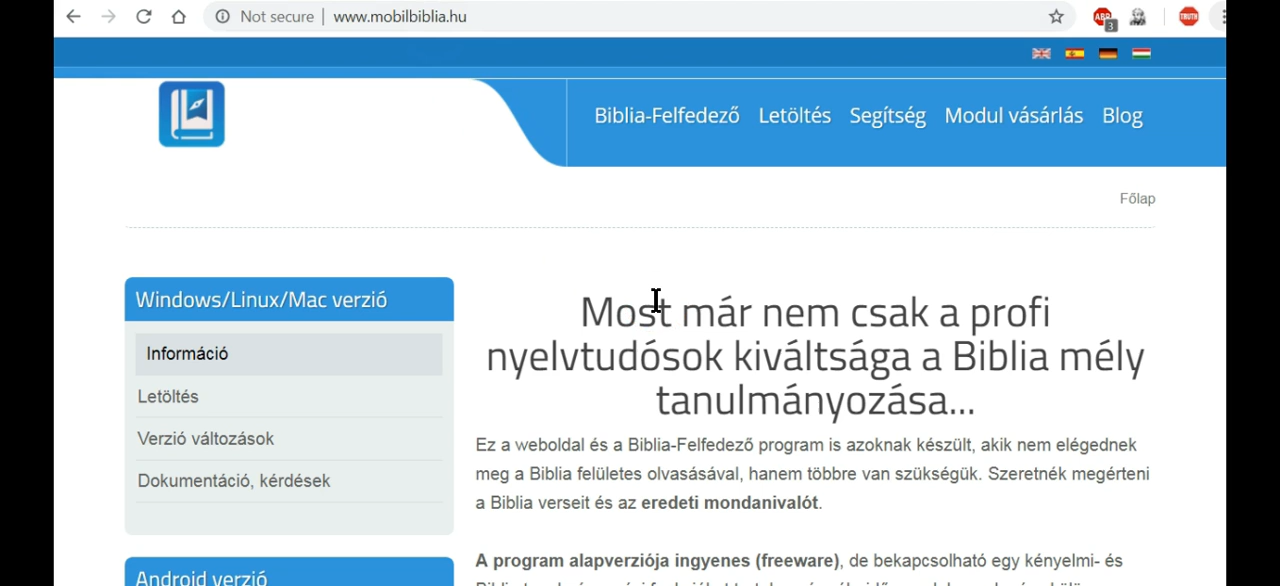 Not secure | www.mobilbiblia.hu
ABP
3
TRUTH
Biblia-Felfedező Letöltés Segítség Modul vásárlás Blog
Főlap
Windows/Linux/Mac verzió
Információ
Letöltés
Verzió változások
Dokumentáció, kérdések
Android verzió
Most már nem csak a profi
nyelvtudósok kiváltsága a Biblia mély
tanulmányozása...
Ez a weboldal és a Biblia-Felfedező program is azoknak készült, akik nem elégednek
meg a Biblia felületes olvasásával, hanem többre van szükségük. Szeretnék megérteni
a Biblia verseit és az eredeti mondanivalót.
A program alapverziója ingyenes (freeware), de bekapcsolható egy kényelmi- és